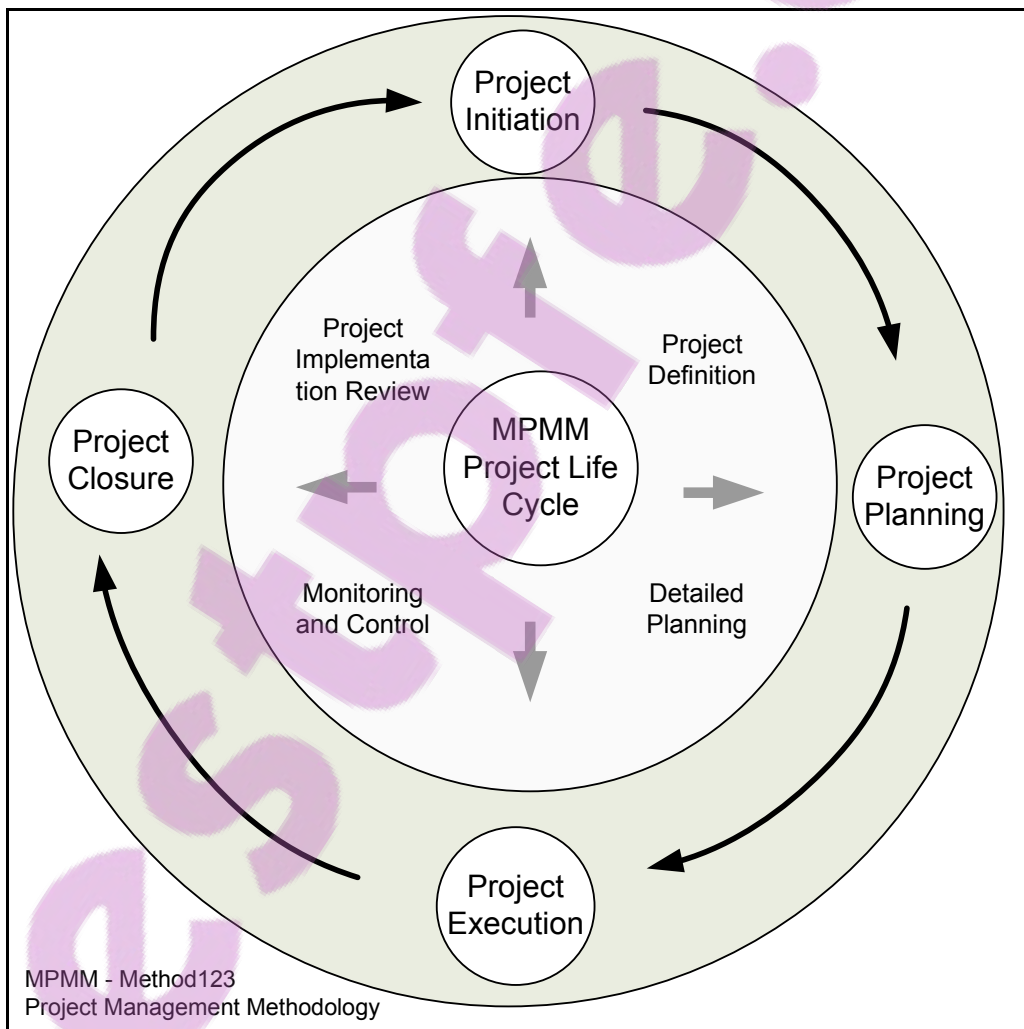 Project
Initiation
Project
Implementa
tion Review
Project
Definition
MPMM
Project Life
Cycle
Project
Closure
Project
Planning
Monitoring
and Control
Detailed
Planning
Project
Execution
MPMM - Method123
Project Management Methodology
estpfe.